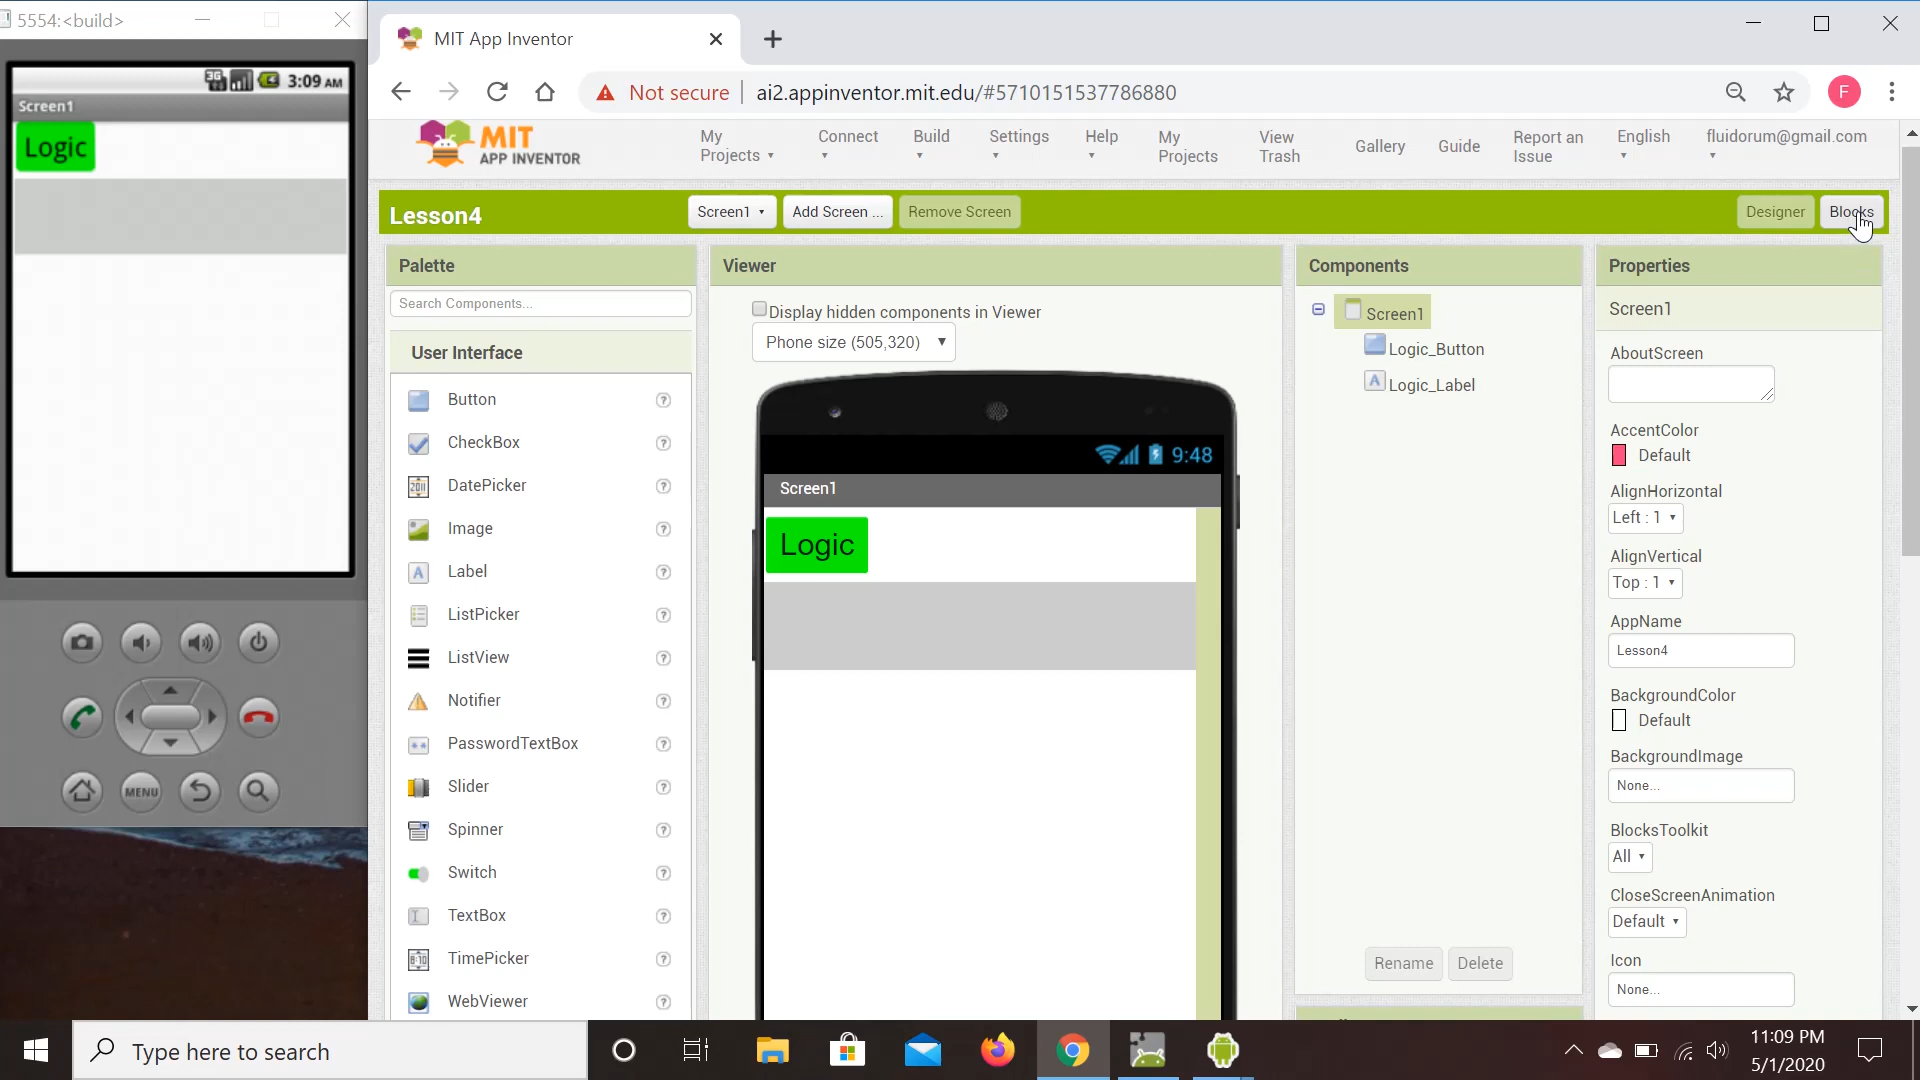 5554:<build>
3G
3:09 AM
Screen1
Logic
MENU
MIT App Inventor
Not secure
ai2.appinventor.mit.edu/#5710151537786880
F
MIT
APP INVENTOR
My Projects
Connect
Build
Settings
Help
My Projects
View Trash
Gallery
Guide
Report an Issue
English
fluidorum@gmail.com
Lesson4
Screen1
Add Screen ...
Remove Screen
Designer
Blocks
Palette
Search Components...
User Interface
Button
CheckBox
DatePicker
Image
Label
ListPicker
ListView
Notifier
PasswordTextBox
Slider
Spinner
Switch
TextBox
TimePicker
WebViewer
Viewer
Display hidden components in Viewer
Phone size (505,320)
9:48
Screen1
Logic
Components
Screen1
Logic_Button
Logic_Label
Rename
Delete
Properties
Screen1
AboutScreen
AccentColor
Default
AlignHorizontal
Left : 1
AlignVertical
Top : 1
AppName
Lesson4
BackgroundColor
Default
BackgroundImage
None...
BlocksToolkit
All
CloseScreenAnimation
Default
Icon
None...
Type here to search
11:09 PM
5/1/2020